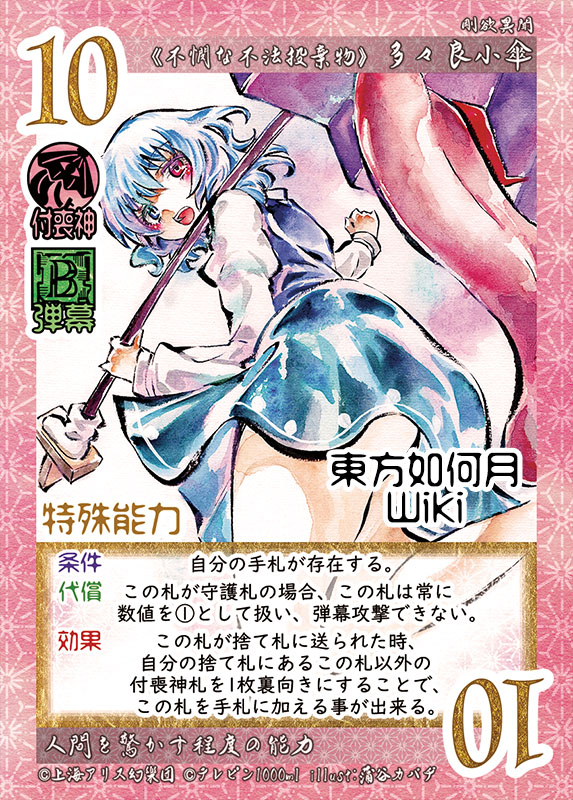 剛欲異聞
10
《不憫な不法投棄物》 多々良小傘
付喪神
B
弾幕
東方如何月
Wiki
特殊能力
条件 自分の手札が存在する。
代償 この札が守護札の場合、この札は常に
数値を①として扱い、弾幕攻撃できない。
効果 この札が捨て札に送られた時、
自分の捨て札にあるこの札以外の
付喪神札を1枚裏向きにすることで、
この札を手札に加える事が出来る。
10
人間を驚かす程度の能力
©上海アリス幻樂団 ©テレピン1000ml illust:蒲谷カバヂ